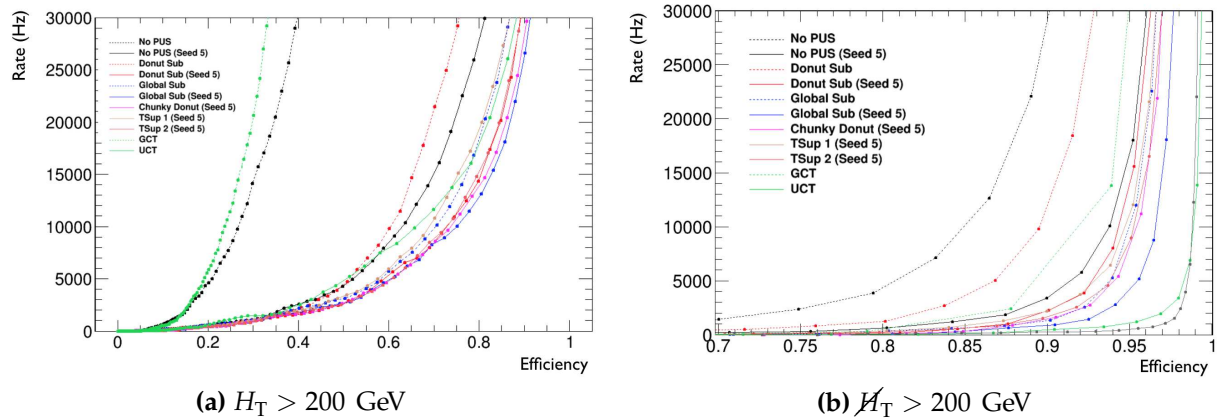 30000
25000
20000
15000
10000
5000
0
Rate (Hz)
No PUS
No PUS (Seed 5)
Donut Sub
Donut Sub (Seed 5)
Global Sub
Global Sub (Seed 5)
Chunky Donut (Seed 5)
TSup 1 (Seed 5)
TSup 2 (Seed 5)
GCT
UCT
0 0.2 0.4 0.6 0.8 1
Efficiency
(a) H_T > 200 GeV
30000
25000
20000
15000
10000
5000
0
Rate (Hz)
No PUS
No PUS (Seed 5)
Donut Sub
Donut Sub (Seed 5)
Global Sub
Global Sub (Seed 5)
Chunky Donut (Seed 5)
TSup 1 (Seed 5)
TSup 2 (Seed 5)
GCT
UCT
0.7 0.75 0.8 0.85 0.9 0.95 1
Efficiency
(b) H̸_T > 200 GeV